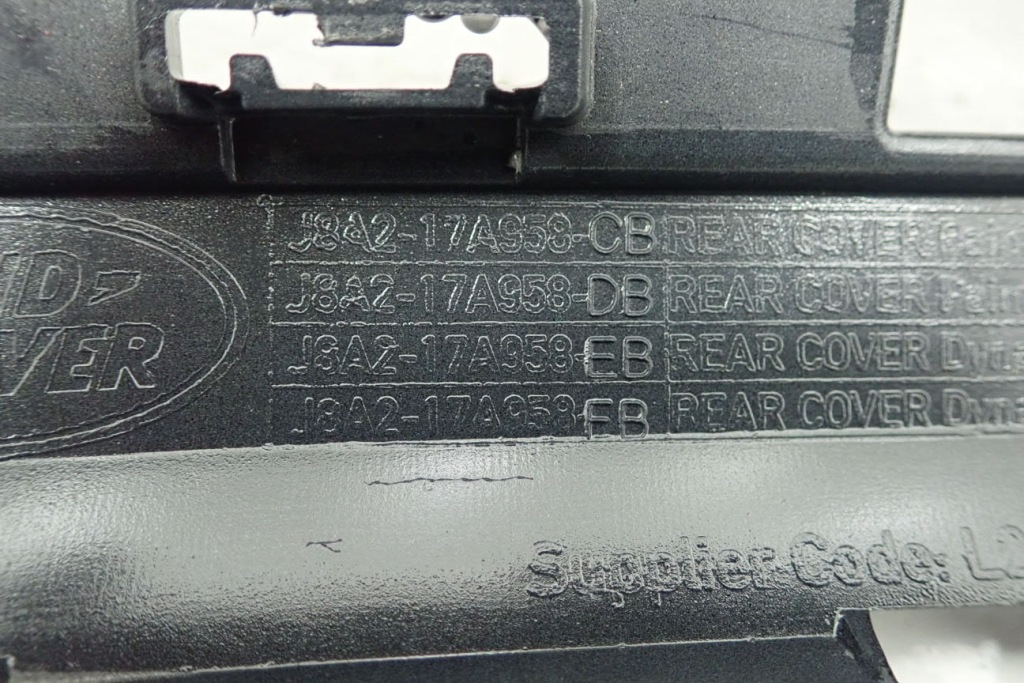 J8A2-17A958-CB REAR COVER
J8A2-17A958-DB REAR COVER
J8A2-17A958-EB REAR COVER
J8A2-17A958-FB REAR COVER
Supplier Code: